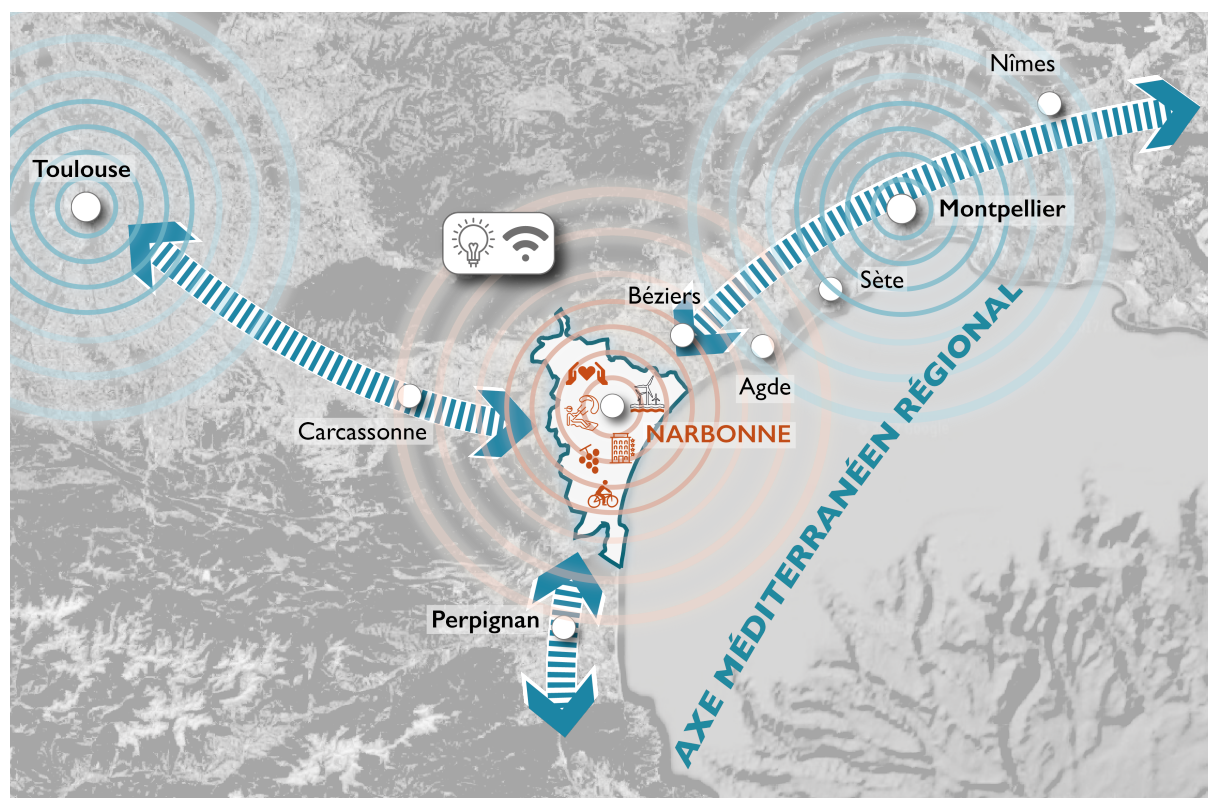 Nîmes
Toulouse
Montpellier
Sète
Béziers
Agde
Carcassonne
NARBONNE
AXE MÉDITERRANÉEN RÉGIONAL
Perpignan